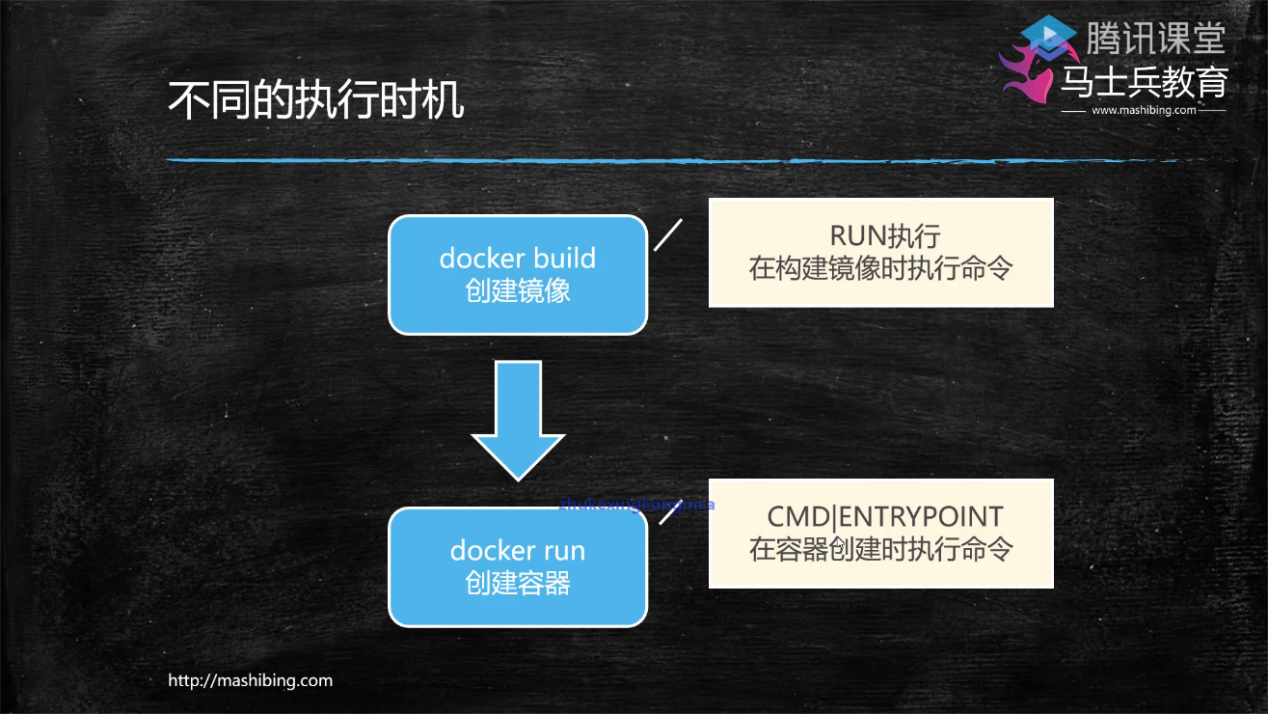 腾讯课堂
马士兵教育
www.mashibing.com
不同的执行时机
docker build
创建镜像
RUN执行
在构建镜像时执行命令
zhukexingkongmca
docker run
创建容器
CMD|ENTRYPOINT
在容器创建时执行命令
http://mashibing.com